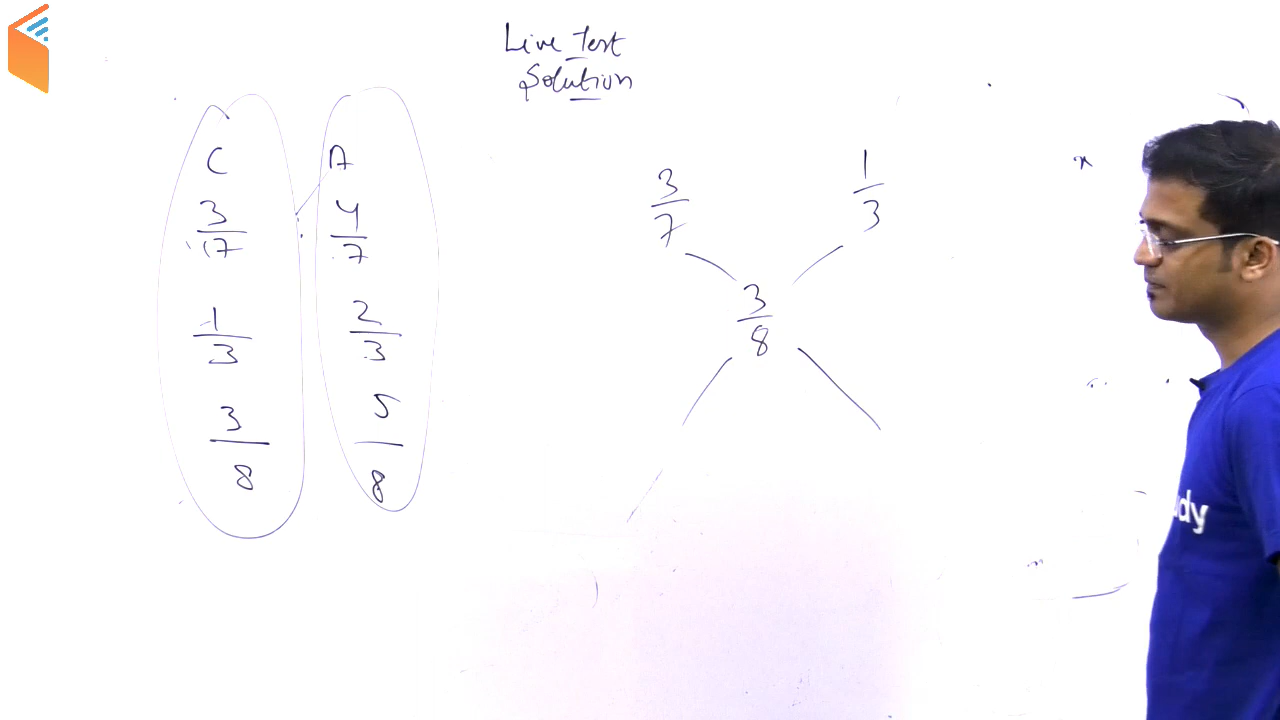 Live Test
Solution
C A
3/17 4/7
1/3 2/3
3/8 5/8
3/7 1/3
3/8
x
udy